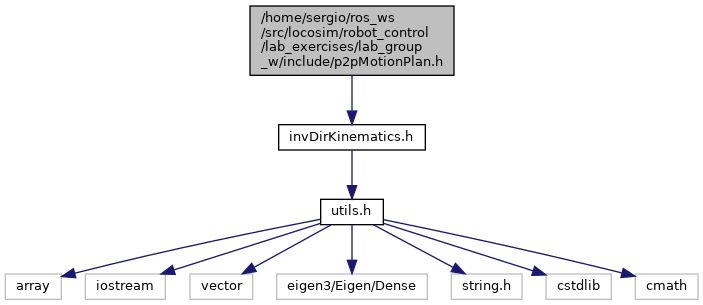 /home/sergio/ros_ws
/src/locosim/robot_control
/lab_exercises/lab_group
_w/include/p2pMotionPlan.h
invDirKinematics.h
utils.h
array
iostream
vector
eigen3/Eigen/Dense
string.h
cstdlib
cmath